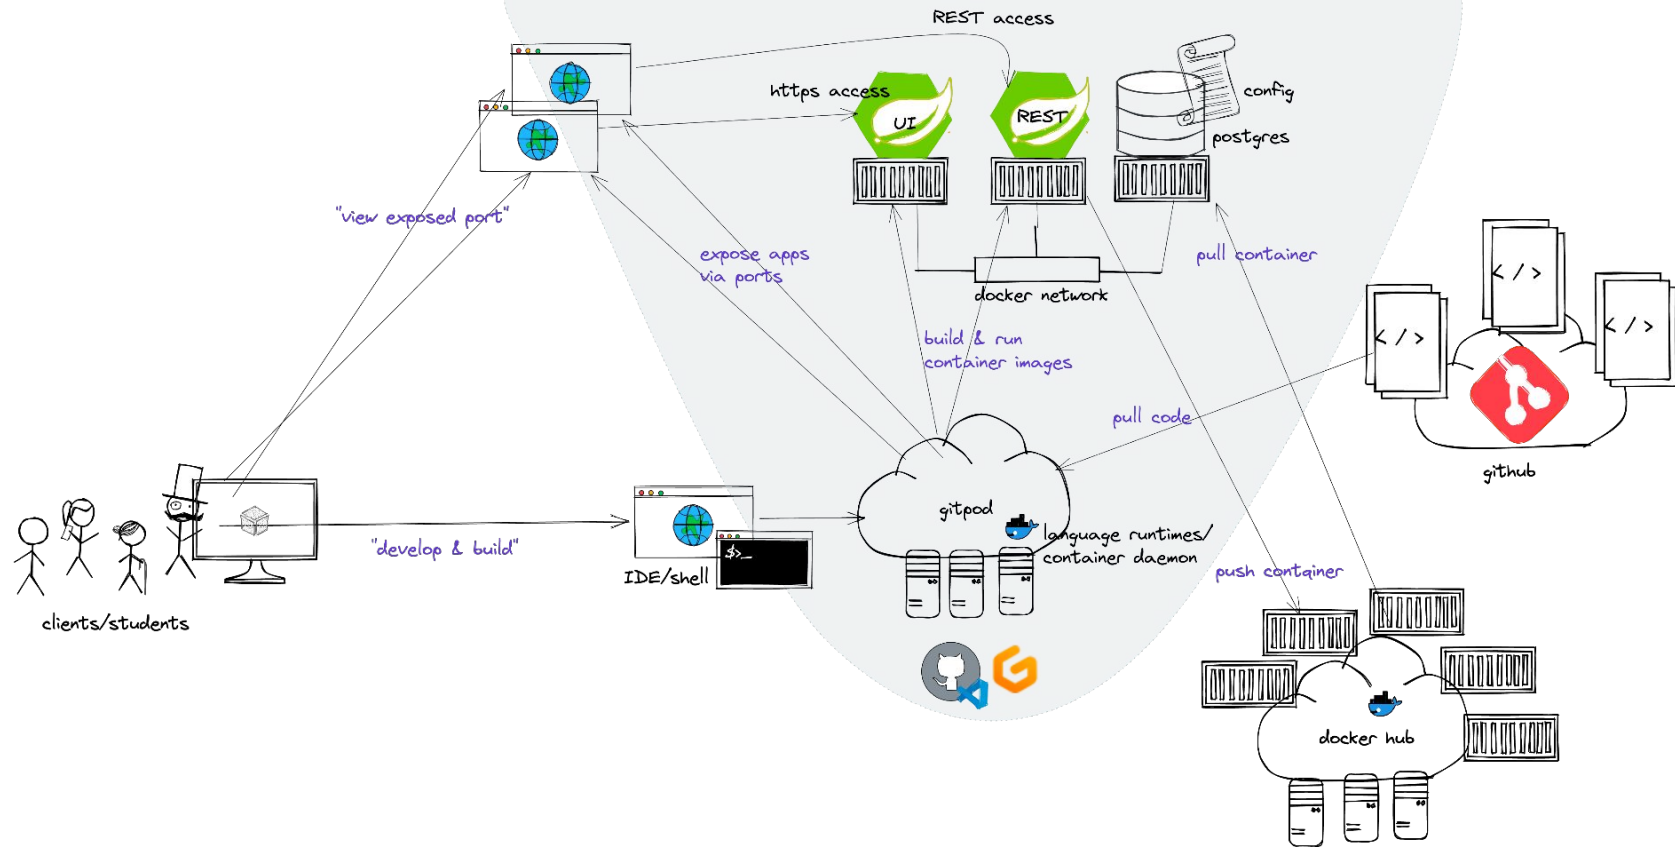 REST access
https access
UI
REST
config
postgres
"view exposed port"
expose apps
via ports
pull container
docker network
build & run
container images
</>
</>
</>
pull code
github
gitpod
language runtimes/
container daemon
"develop & build"
IDE/shell
$>_
push container
clients/students
docker hub